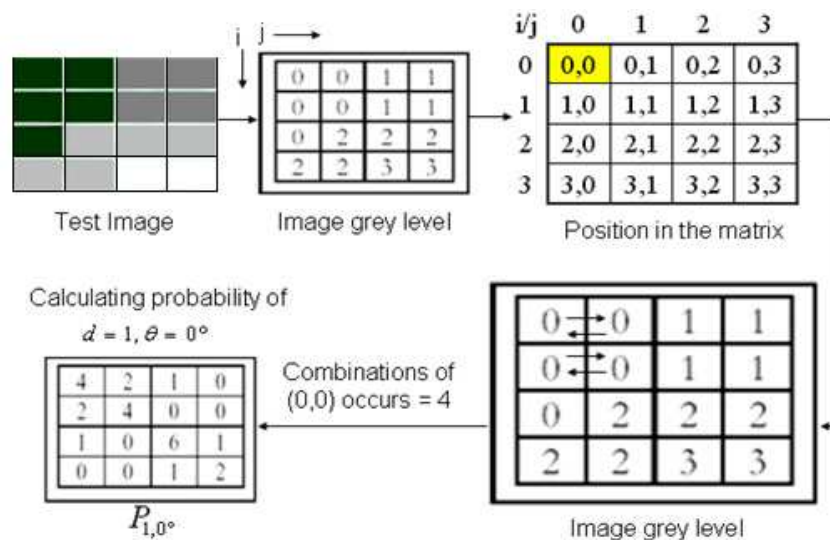 i j
i/j 0 1 2 3
0 0 1 1
0 0 1 1
0 2 2 2
2 2 3 3
0 0,0 0,1 0,2 0,3
1 1,0 1,1 1,2 1,3
2 2,0 2,1 2,2 2,3
3 3,0 3,1 3,2 3,3
Test Image
Image grey level
Position in the matrix
Calculating probability of
d = 1, θ = 0°
4 2 1 0
2 4 0 0
1 0 6 1
0 0 1 2
P1,0°
Combinations of
(0,0) occurs = 4
0 0 1 1
0 0 1 1
0 2 2 2
2 2 3 3
Image grey level